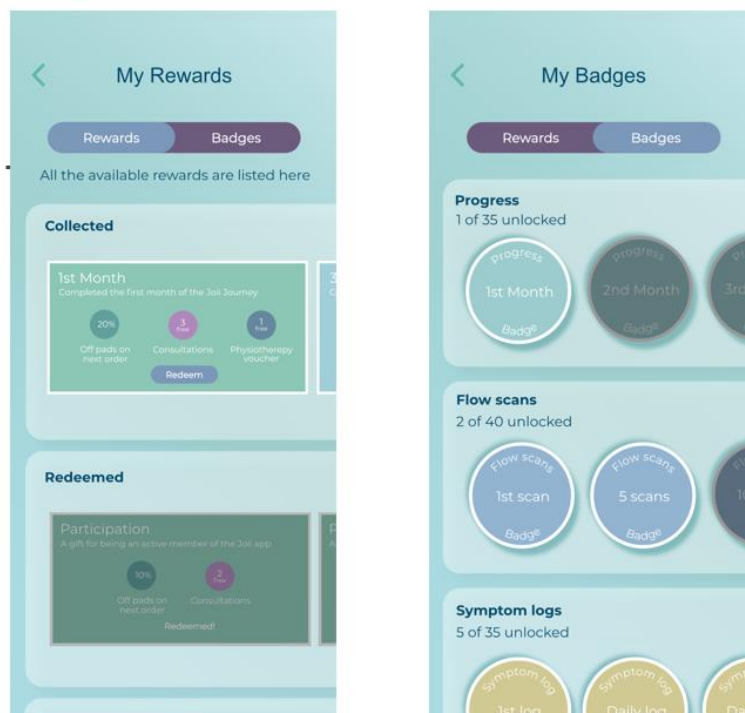 My Rewards
Rewards Badges
All the available rewards are listed here
Collected
1st Month
Completed the first month of the Joii Journey
20% 3 1
Free Free
Off pads on Consultations Physiotherepy
next order voucher
Redeem
Redeemed
Participation
A gift for being an active member of the Joii app
10% 2
Free
Off pads on Consultations
next order
Redeemed!
My Badges
Rewards Badges
Progress
1 of 35 unlocked
Progress Progress
1st Month 2nd Month 3rd
Badge Badge
Flow scans
2 of 40 unlocked
Flow scans Flow scans
1st scan 5 scans
Badge Badge
Symptom logs
5 of 35 unlocked
Symptom log Symptom log
1st log Daily log